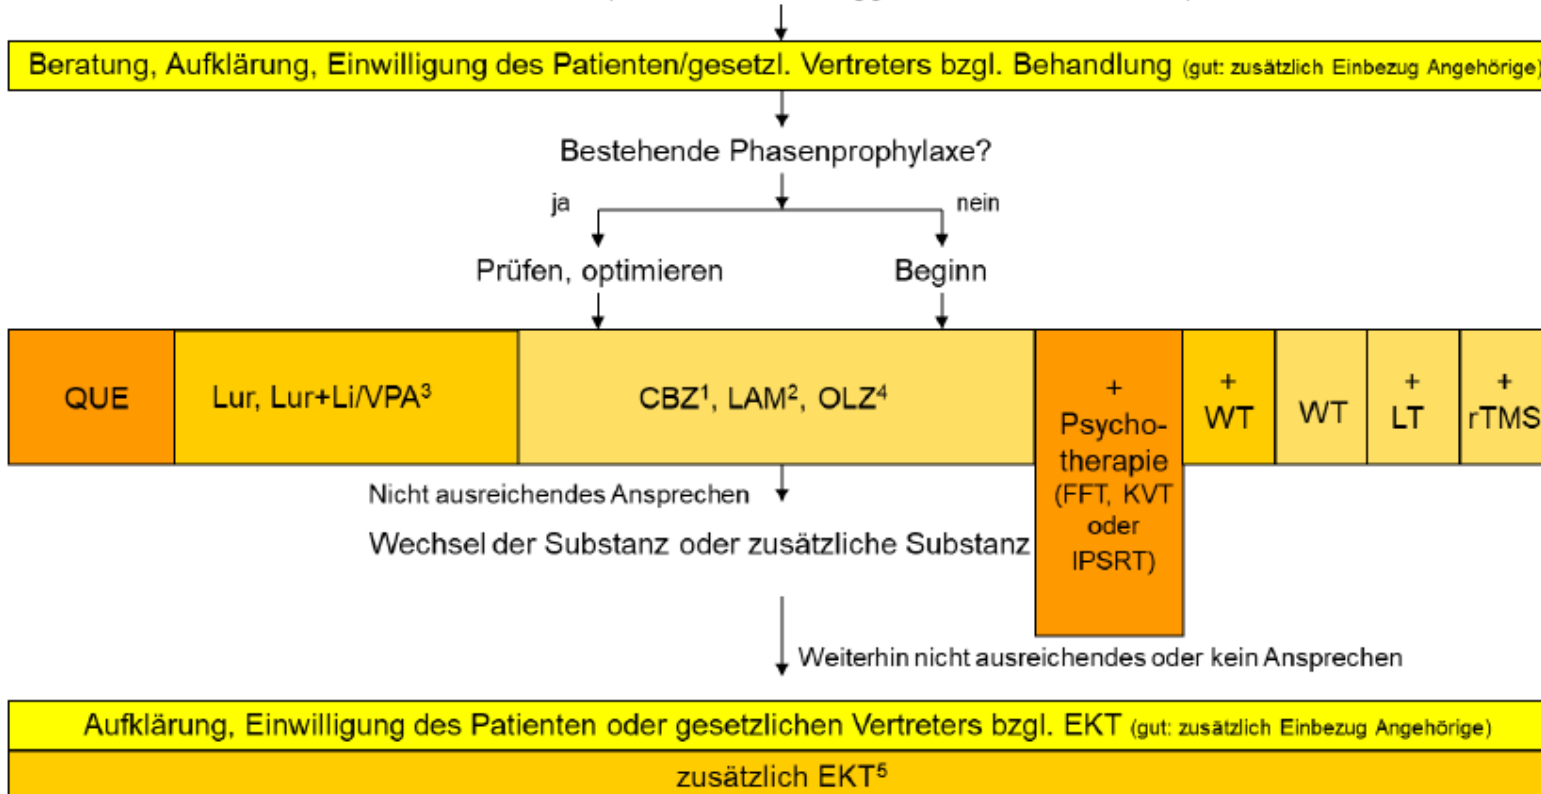 Beratung, Aufklärung, Einwilligung des Patienten/gesetzl. Vertreters bzgl. Behandlung (gut: zusätzlich Einbezug Angehörige)
Bestehende Phasenprophylaxe?
ja
nein
Prüfen, optimieren
Beginn
QUE
Lur, Lur+Li/VPA³
CBZ¹, LAM², OLZ⁴
+
Psycho-
therapie
(FFT, KVT
oder
IPSRT)
+
WT
WT
+
LT
+
rTMS
Nicht ausreichendes Ansprechen
Wechsel der Substanz oder zusätzliche Substanz
Weiterhin nicht ausreichendes oder kein Ansprechen
Aufklärung, Einwilligung des Patienten oder gesetzlichen Vertreters bzgl. EKT (gut: zusätzlich Einbezug Angehörige)
zusätzlich EKT⁵